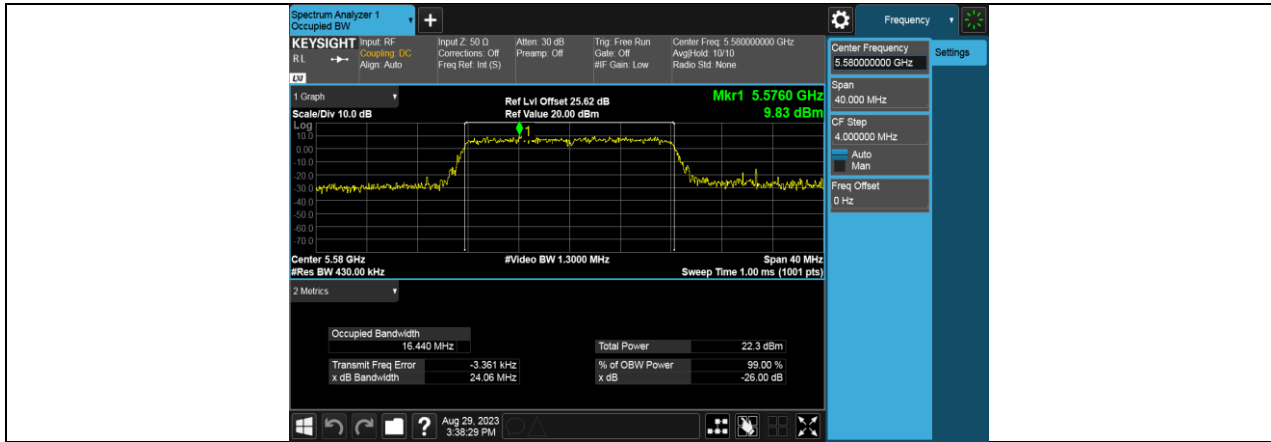 Spectrum Analyzer 1
Occupied BW
+
Frequency
KEYSIGHT
RL
LXI
Input: RF
Coupling: DC
Align: Auto
Input Z: 50 Ω
Corrections: Off
Freq Ref: Int (S)
Atten: 30 dB
Preamp: Off
Trig: Free Run
Gate: Off
#IF Gain: Low
Center Freq: 5.580000000 GHz
Avg|Hold: 10/10
Radio Std: None
Center Frequency
5.580000000 GHz
Settings
Span
40.000 MHz
CF Step
4.000000 MHz
Auto
Man
Freq Offset
0 Hz
1 Graph
Scale/Div 10.0 dB
Ref Lvl Offset 25.62 dB
Ref Value 20.00 dBm
Mkr1 5.5760 GHz
9.83 dBm
Log
10.0
0.00
-10.0
-20.0
-30.0
-40.0
-50.0
-60.0
-70.0
1
Center 5.58 GHz
#Res BW 430.00 kHz
#Video BW 1.3000 MHz
Span 40 MHz
Sweep Time 1.00 ms (1001 pts)
2 Metrics
Occupied Bandwidth
16.440 MHz
Transmit Freq Error -3.361 kHz
x dB Bandwidth 24.06 MHz
Total Power 22.3 dBm
% of OBW Power 99.00 %
x dB -26.00 dB
?
Aug 29, 2023
3:38:29 PM